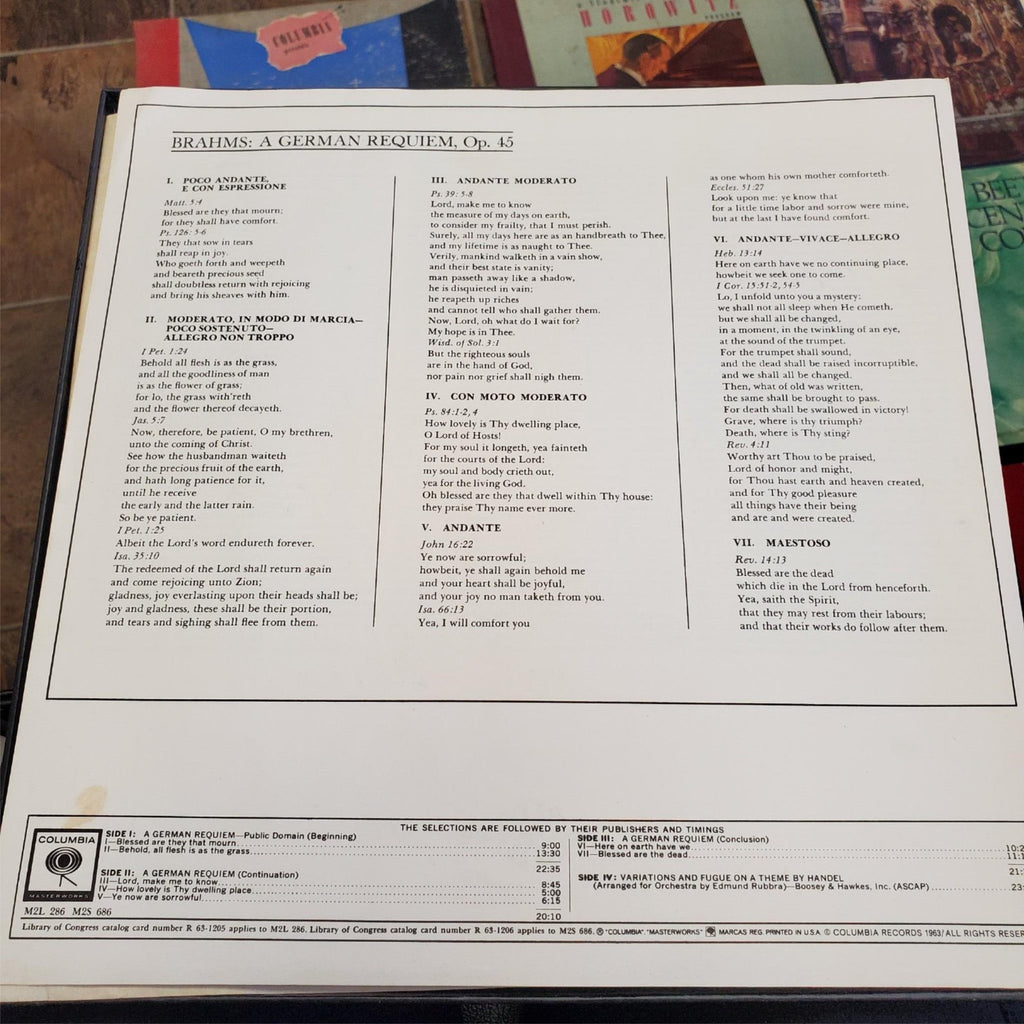 COLUMBIA
presents
HOROWITZ
BEE
CEN
CO
BRAHMS: A GERMAN REQUIEM, Op. 45
I. POCO ANDANTE,
E CON ESPRESSIONE
Matt. 5:4
Blessed are they that mourn;
for they shall have comfort.
Ps. 126: 5-6
They that sow in tears
shall reap in joy.
Who goeth forth and weepeth
and beareth precious seed
shall doubtless return with rejoicing
and bring his sheaves with him.
II. MODERATO, IN MODO DI MARCIA—
POCO SOSTENUTO—
ALLEGRO NON TROPPO
I Pet. 1:24
Behold all flesh is as the grass,
and all the goodliness of man
is as the flower of grass;
for lo, the grass with'reth
and the flower thereof decayeth.
Jas. 5:7
Now, therefore, be patient, O my brethren,
unto the coming of Christ.
See how the husbandman waiteth
for the precious fruit of the earth,
and hath long patience for it,
until he receive
the early and the latter rain.
So be ye patient.
I Pet. 1:25
Albeit the Lord's word endureth forever.
Isa. 35:10
The redeemed of the Lord shall return again
and come rejoicing unto Zion;
gladness, joy everlasting upon their heads shall be;
joy and gladness, these shall be their portion,
and tears and sighing shall flee from them.
III. ANDANTE MODERATO
Ps. 39: 5-8
Lord, make me to know
the measure of my days on earth,
to consider my frailty, that I must perish.
Surely, all my days here are as an handbreath to Thee,
and my lifetime is as naught to Thee.
Verily, mankind walketh in a vain show,
and their best state is vanity;
man passeth away like a shadow,
he is disquieted in vain;
he reapeth up riches
and cannot tell who shall gather them.
Now, Lord, oh what do I wait for?
My hope is in Thee.
Wisd. of Sol. 3:1
But the righteous souls
are in the hand of God,
nor pain nor grief shall nigh them.
IV. CON MOTO MODERATO
Ps. 84:1-2, 4
How lovely is Thy dwelling place,
O Lord of Hosts!
For my soul it longeth, yea fainteth
for the courts of the Lord:
my soul and body crieth out,
yea for the living God.
Oh blessed are they that dwell within Thy house:
they praise Thy name ever more.
V. ANDANTE
John 16:22
Ye now are sorrowful;
howbeit, ye shall again behold me
and your heart shall be joyful,
and your joy no man taketh from you.
Isa. 66:13
Yea, I will comfort you
as one whom his own mother comforteth.
Eccles. 51:27
Look upon me: ye know that
for a little time labor and sorrow were mine,
but at the last I have found comfort.
VI. ANDANTE—VIVACE—ALLEGRO
Heb. 13:14
Here on earth have we no continuing place,
howbeit we seek one to come.
I Cor. 15:51-2, 54-5
Lo, I unfold unto you a mystery:
we shall not all sleep when He cometh.
but we shall all be changed,
in a moment, in the twinkling of an eye,
at the sound of the trumpet.
For the trumpet shall sound,
and the dead shall be raised incorruptible,
and we shall all be changed.
Then, what of old was written,
the same shall be brought to pass.
For death shall be swallowed in victory!
Grave, where is thy triumph?
Death, where is Thy sting?
Rev. 4:11
Worthy art Thou to be praised,
Lord of honor and might,
for Thou hast earth and heaven created,
and for Thy good pleasure
all things have their being
and are and were created.
VII. MAESTOSO
Rev. 14:13
Blessed are the dead
which die in the Lord from henceforth.
Yea, saith the Spirit,
that they may rest from their labours;
and that their works do follow after them.
THE SELECTIONS ARE FOLLOWED BY THEIR PUBLISHERS AND TIMINGS
COLUMBIA
MASTERWORKS
M2L 286 M2S 686
SIDE I: A GERMAN REQUIEM—Public Domain (Beginning)
I—Blessed are they that mourn 9:00
II—Behold, all flesh is as the grass 13:30
22:35
SIDE II: A GERMAN REQUIEM (Continuation)
III—Lord, make me to know 8:45
IV—How lovely is Thy dwelling place 5:00
V—Ye now are sorrowful 6:15
20:10
SIDE III: A GERMAN REQUIEM (Conclusion)
VI—Here on earth have we 10:2
VII—Blessed are the dead 11:1
21:
SIDE IV: VARIATIONS AND FUGUE ON A THEME BY HANDEL
(Arranged for Orchestra by Edmund Rubbra)—Boosey & Hawkes, Inc. (ASCAP) 23:
Library of Congress catalog card number R 63-1205 applies to M2L 286. Library of Congress catalog card number R 63-1206 applies to M2S 686. ® "COLUMBIA", "MASTERWORKS" MARCAS REG. PRINTED IN U.S.A. © COLUMBIA RECORDS 1963/ALL RIGHTS RESER